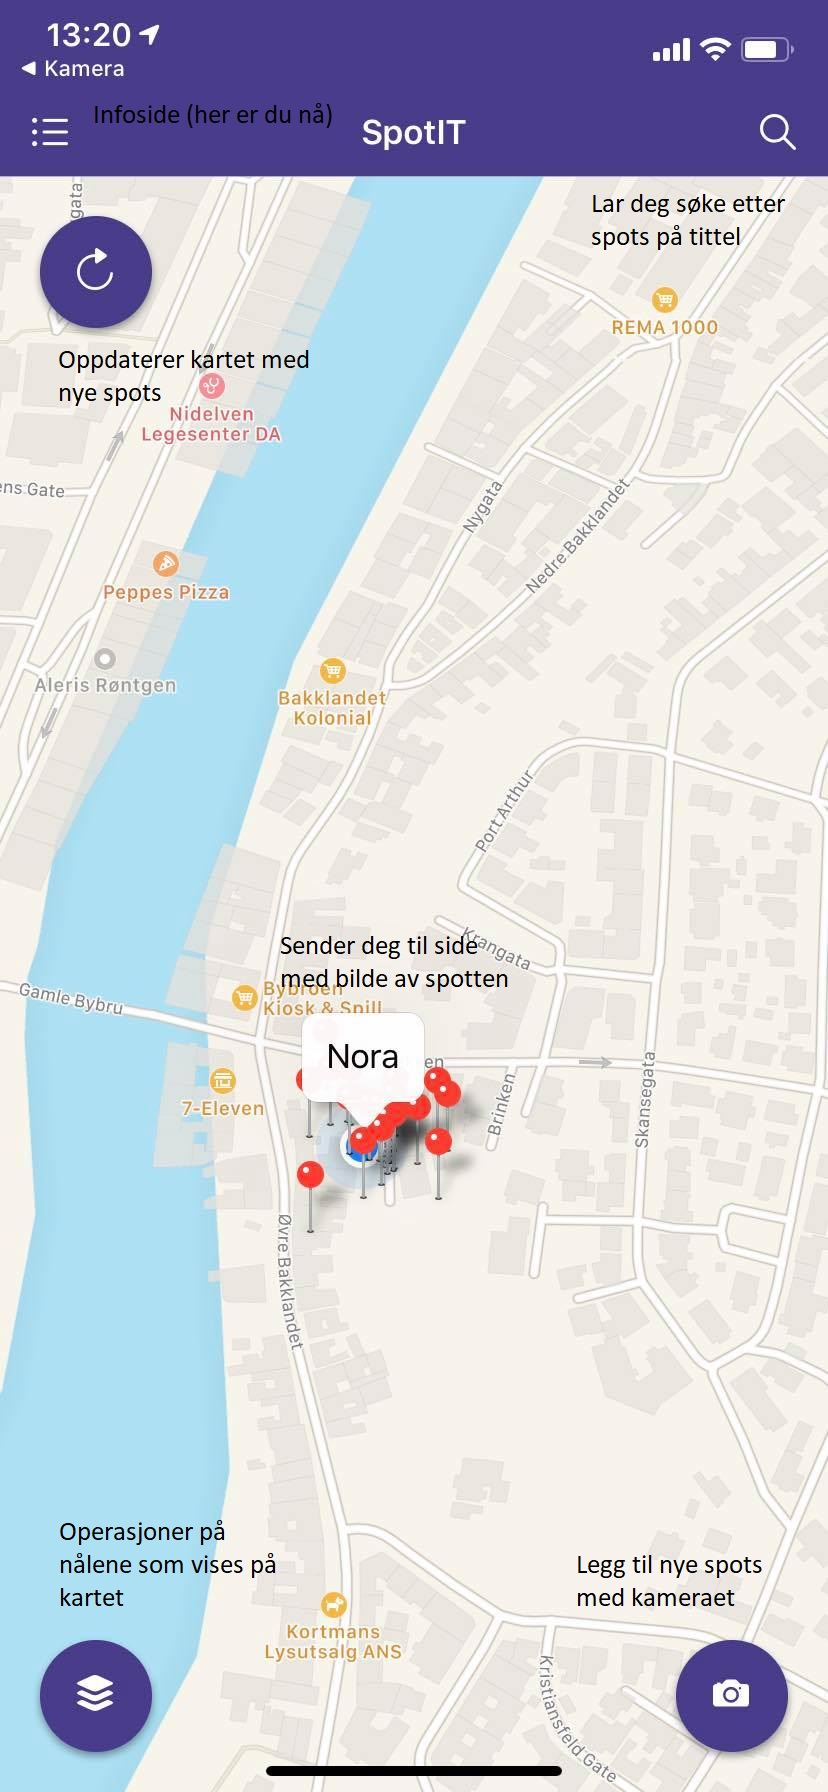 13:20
Kamera
Infoside (her er du nå)
SpotIT
Lar deg søke etter
spots på tittel
gata
REMA 1000
Oppdaterer kartet med
nye spots
Nidelven
Legesenter DA
ens Gate
Nygata
Nedre Bakklandet
Peppes Pizza
Aleris Røntgen
Bakklandet
Kolonial
Port Arthur
Sender deg til side
med bilde av spotten
Krangata
Gamle Bybru
Bybroen
Kiosk & Spill
Nora
en
7-Eleven
Brinken
Skansegata
Øvre Bakklandet
Operasjoner på
nålene som vises på
kartet
Legg til nye spots
med kameraet
Kortmans
Lysutsalg ANS
Kristiansfeld Gate